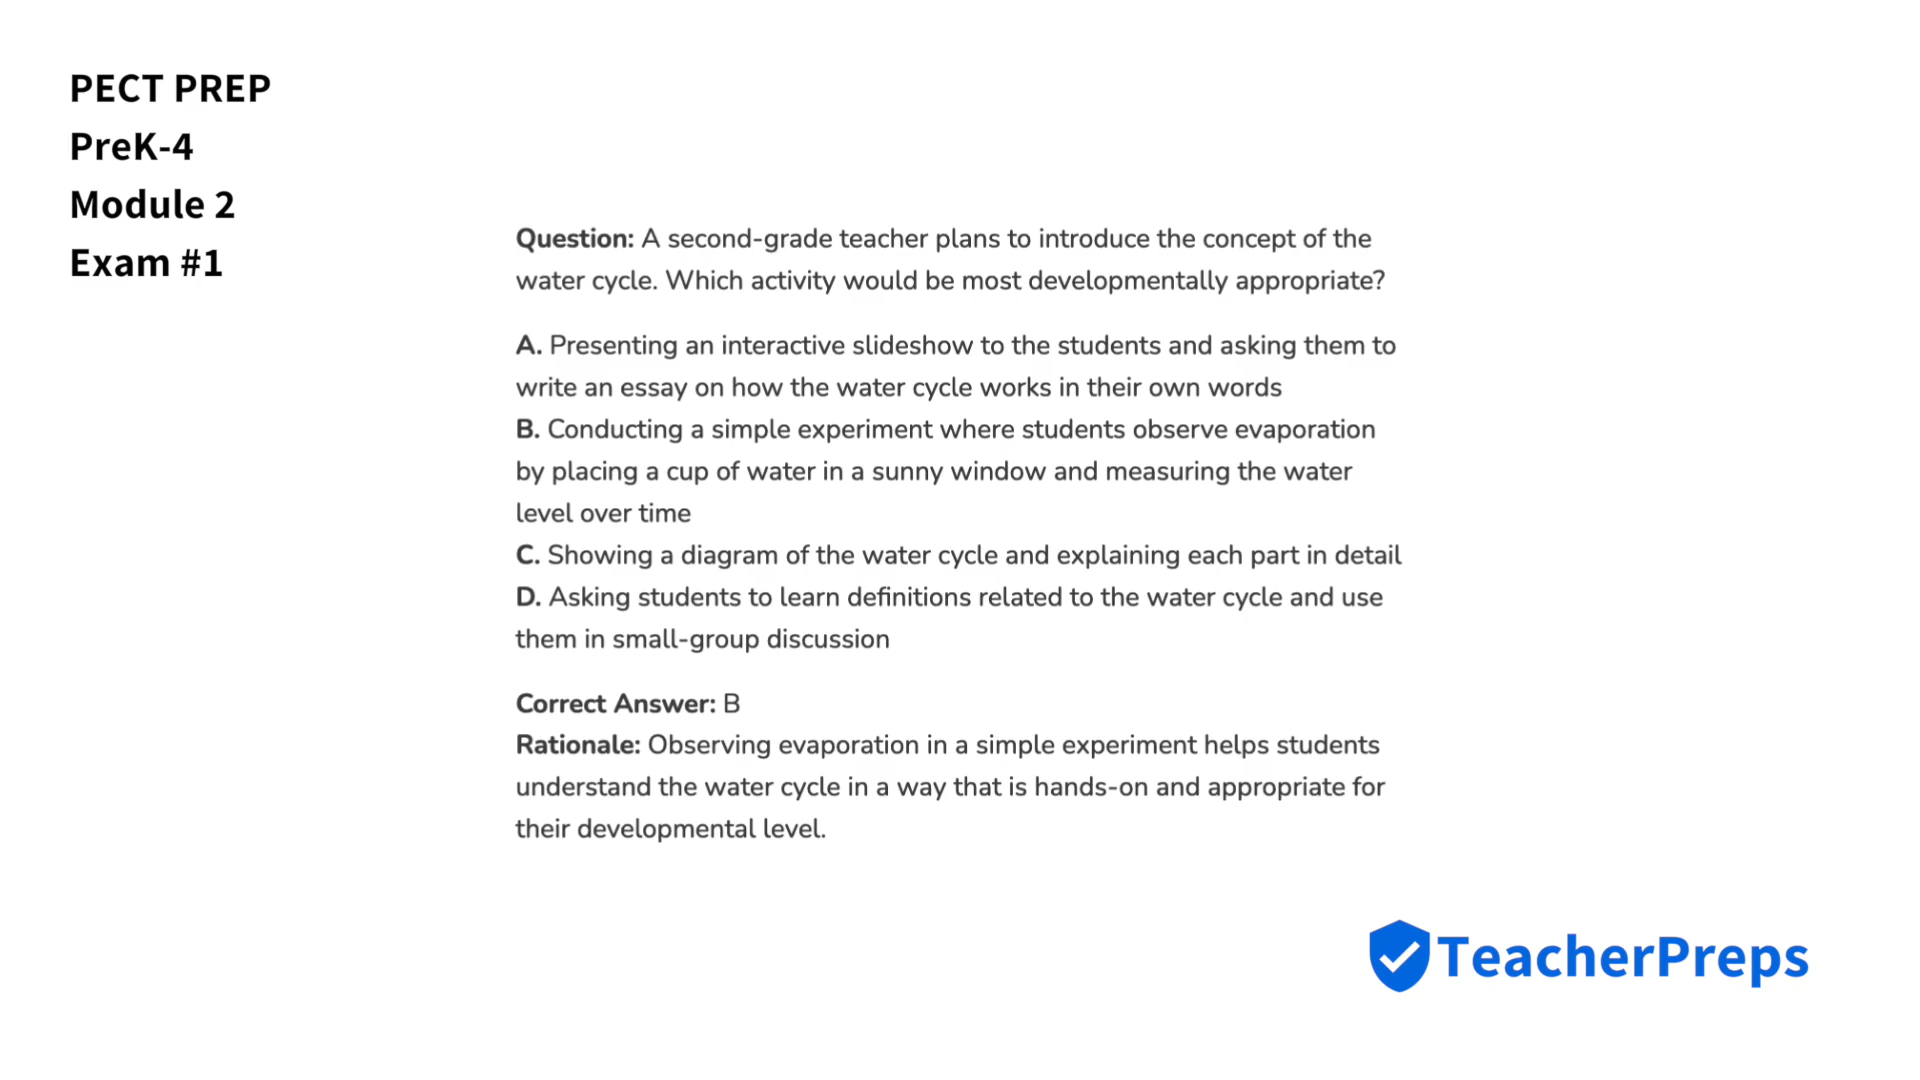 PECT PREP
PreK-4
Module 2
Exam #1
Question: A second-grade teacher plans to introduce the concept of the
water cycle. Which activity would be most developmentally appropriate?
A. Presenting an interactive slideshow to the students and asking them to
write an essay on how the water cycle works in their own words
B. Conducting a simple experiment where students observe evaporation
by placing a cup of water in a sunny window and measuring the water
level over time
C. Showing a diagram of the water cycle and explaining each part in detail
D. Asking students to learn definitions related to the water cycle and use
them in small-group discussion
Correct Answer: B
Rationale: Observing evaporation in a simple experiment helps students
understand the water cycle in a way that is hands-on and appropriate for
their developmental level.
TeacherPreps